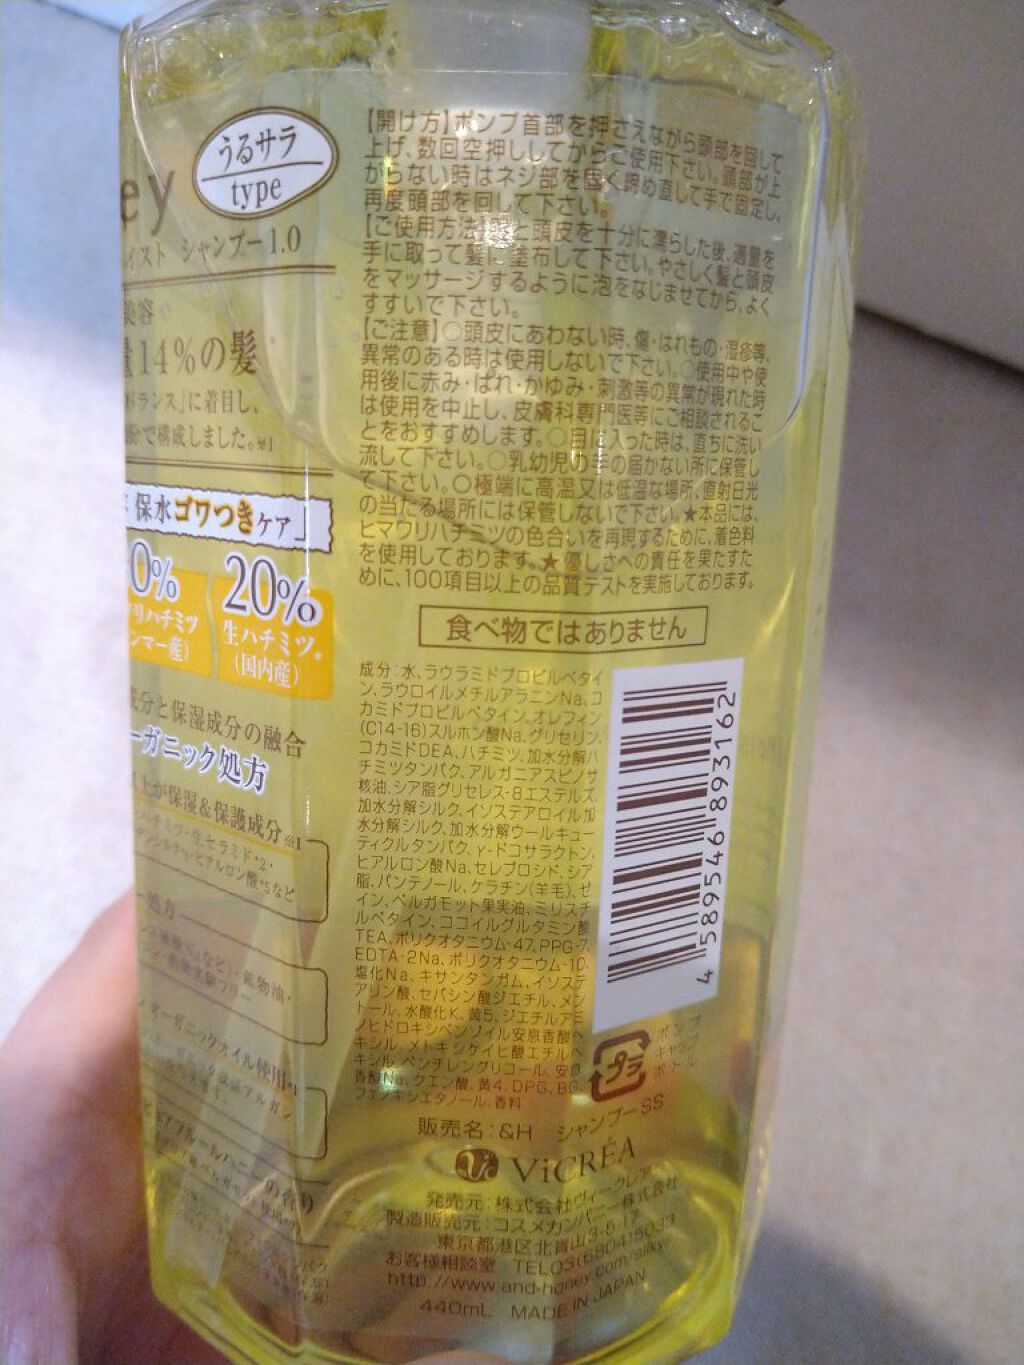 うるサラ
type
ey
イスト シャンプー1.0
美容
14%の髪
バランス」に着目し、
で構成しました。※1
保水ゴワつきケア」
0%
20%
リハチミツ
生ハチミツ
ンマー産)
(国内産)
成分と保湿成分の融合
ーガニック処方
上が保湿&保護成分※1
【開け方】ポンプ首部を押さえながら頭部を回して
上げ、数回空押ししてからご使用下さい。頭部が上
がらない時はネジ部を固く締め直して手で固定し、
再度頭部を回して下さい。
【ご使用方法】髪と頭皮を十分に濡らした後、適量を
手に取って髪に塗布して下さい。やさしく髪と頭皮
をマッサージするように泡をなじませてから、よく
すすいで下さい。
【ご注意】○頭皮にあわない時、傷・はれもの・湿疹等、
異常のある時は使用しないで下さい。○使用中や使
用後に赤み・はれ・かゆみ・刺激等の異常が現れた時
は使用を中止し、皮膚科専門医等にご相談されるこ
とをおすすめします。○目に入った時は、直ちに洗い
流して下さい。○乳幼児の手の届かない所に保管し
て下さい。○極端に高温又は低温な場所、直射日光
の当たる場所には保管しないで下さい。★本品には、
ヒマワリハチミツの色合いを再現するために、着色料
を使用しております。★優しさへの責任を果たすた
めに、100項目以上の品質テストを実施しております。
食べ物ではありません
成分:水、ラウラミドプロピルベタイ
ン、ラウロイルメチルアラニンNa、コ
カミドプロピルベタイン、オレフィン
(C14-16)スルホン酸Na、グリセリン、
コカミドDEA、ハチミツ、加水分解ハ
チミツタンパク、アルガニアスピノサ
核油、シア脂グリセレス-8エステルズ、
加水分解シルク、イソステアロイル加
水分解シルク、加水分解ウールキュー
ティクルタンパク、γ-ドコサラクトン、
ヒアルロン酸Na、セレブロシド、シア
脂、パンテノール、ケラチン(羊毛)、ゼ
イン、ベルガモット果実油、ミリスチ
ルベタイン、ココイルグルタミン酸
TEA、ポリクオタニウム-47、PPG-7、
EDTA-2Na、ポリクオタニウム-10、
塩化Na、キサンタンガム、イソステ
アリン酸、セバシン酸ジエチル、メン
トール、水酸化K、黄5、ジエチルアミ
ノヒドロキシベンゾイル安息香酸ヘ
キシル、メトキシケイヒ酸エチルヘ
キシル、ペンチレングリコール、安息
香酸Na、クエン酸、黄4、DPG、BG、
フェノキシエタノール、香料
4 589546 893162
プラ
ポンプ
キャップ
ボトル
販売名:&H シャンプーSS
ViCRÉA
発売元:株式会社ヴィークレア
製造販売元:コスメカンパニー株式会社
東京都港区北青山3-5-17
お客様相談室 TEL03(6804)5033
http://www.and-honey.com/silky/
440mL MADE IN JAPAN